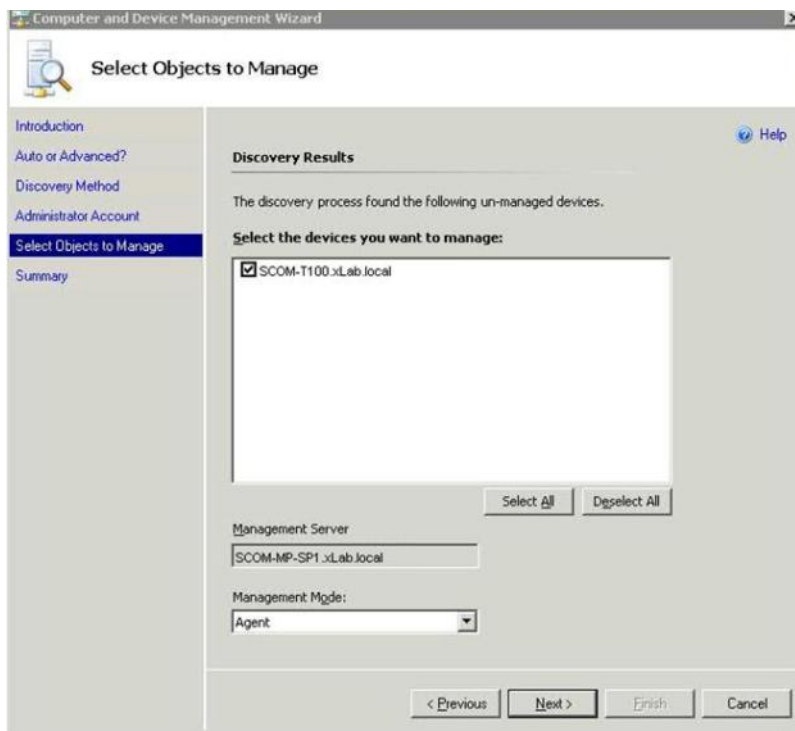 Computer and Device Management Wizard
Select Objects to Manage
Introduction
Auto or Advanced?
Discovery Method
Administrator Account
Select Objects to Manage
Summary
Help
Discovery Results
The discovery process found the following un-managed devices.
Select the devices you want to manage:
SCOM-T100.xLab.local
Select All
Deselect All
Management Server
SCOM-MP-SP1.xLab.local
Management Mode:
Agent
< Previous
Next >
Finish
Cancel